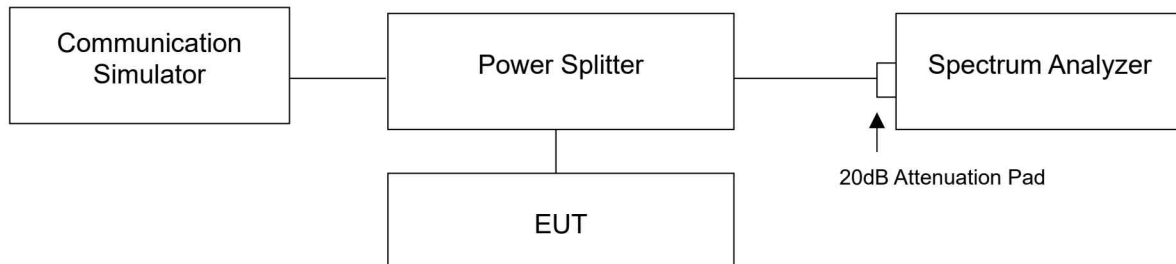 Communication
Simulator
Power Splitter
Spectrum Analyzer
20dB Attenuation Pad
EUT